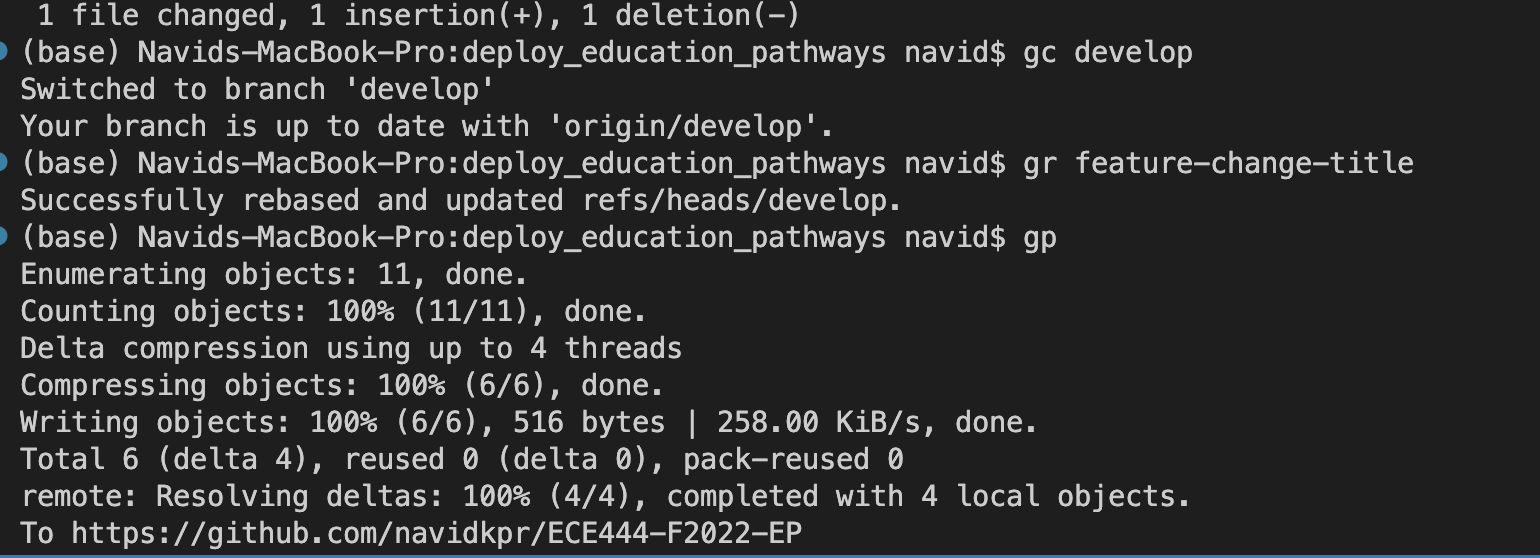 1 file changed, 1 insertion(+), 1 deletion(-)
(base) Navids-MacBook-Pro:deploy_education_pathways navid$ gc develop
Switched to branch 'develop'
Your branch is up to date with 'origin/develop'.
(base) Navids-MacBook-Pro:deploy_education_pathways navid$ gr feature-change-title
Successfully rebased and updated refs/heads/develop.
(base) Navids-MacBook-Pro:deploy_education_pathways navid$ gp
Enumerating objects: 11, done.
Counting objects: 100% (11/11), done.
Delta compression using up to 4 threads
Compressing objects: 100% (6/6), done.
Writing objects: 100% (6/6), 516 bytes | 258.00 KiB/s, done.
Total 6 (delta 4), reused 0 (delta 0), pack-reused 0
remote: Resolving deltas: 100% (4/4), completed with 4 local objects.
To https://github.com/navidkpr/ECE444-F2022-EP